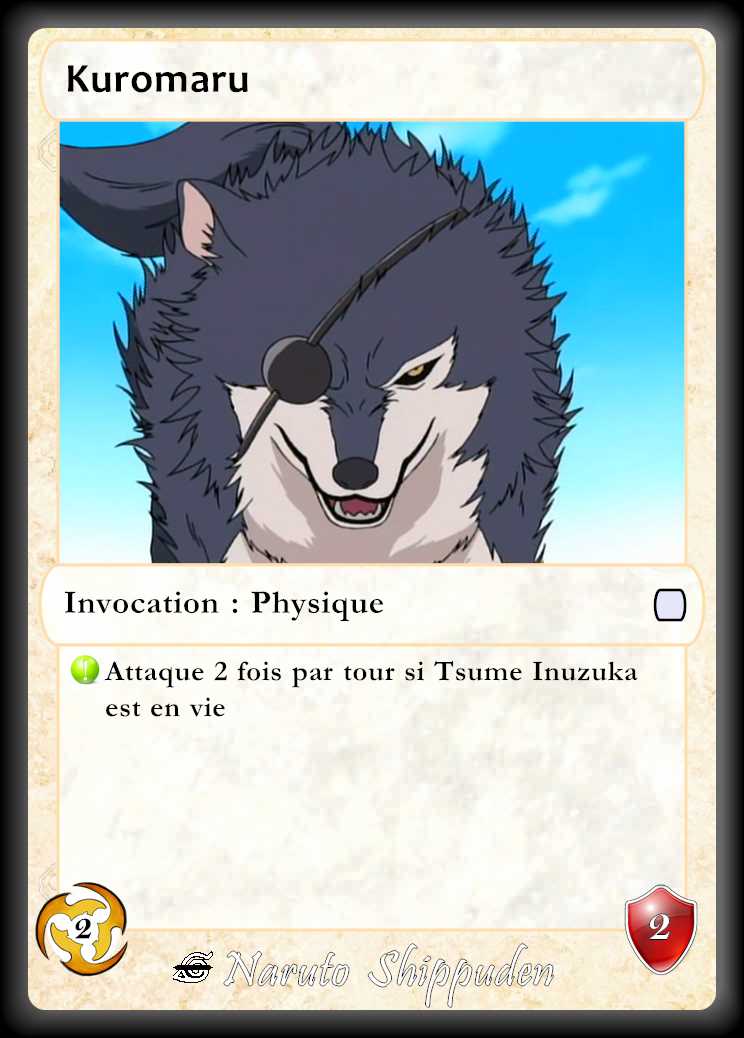 Kuromaru
Invocation : Physique
Attaque 2 fois par tour si Tsume Inuzuka
est en vie
2
2
Naruto Shippuden